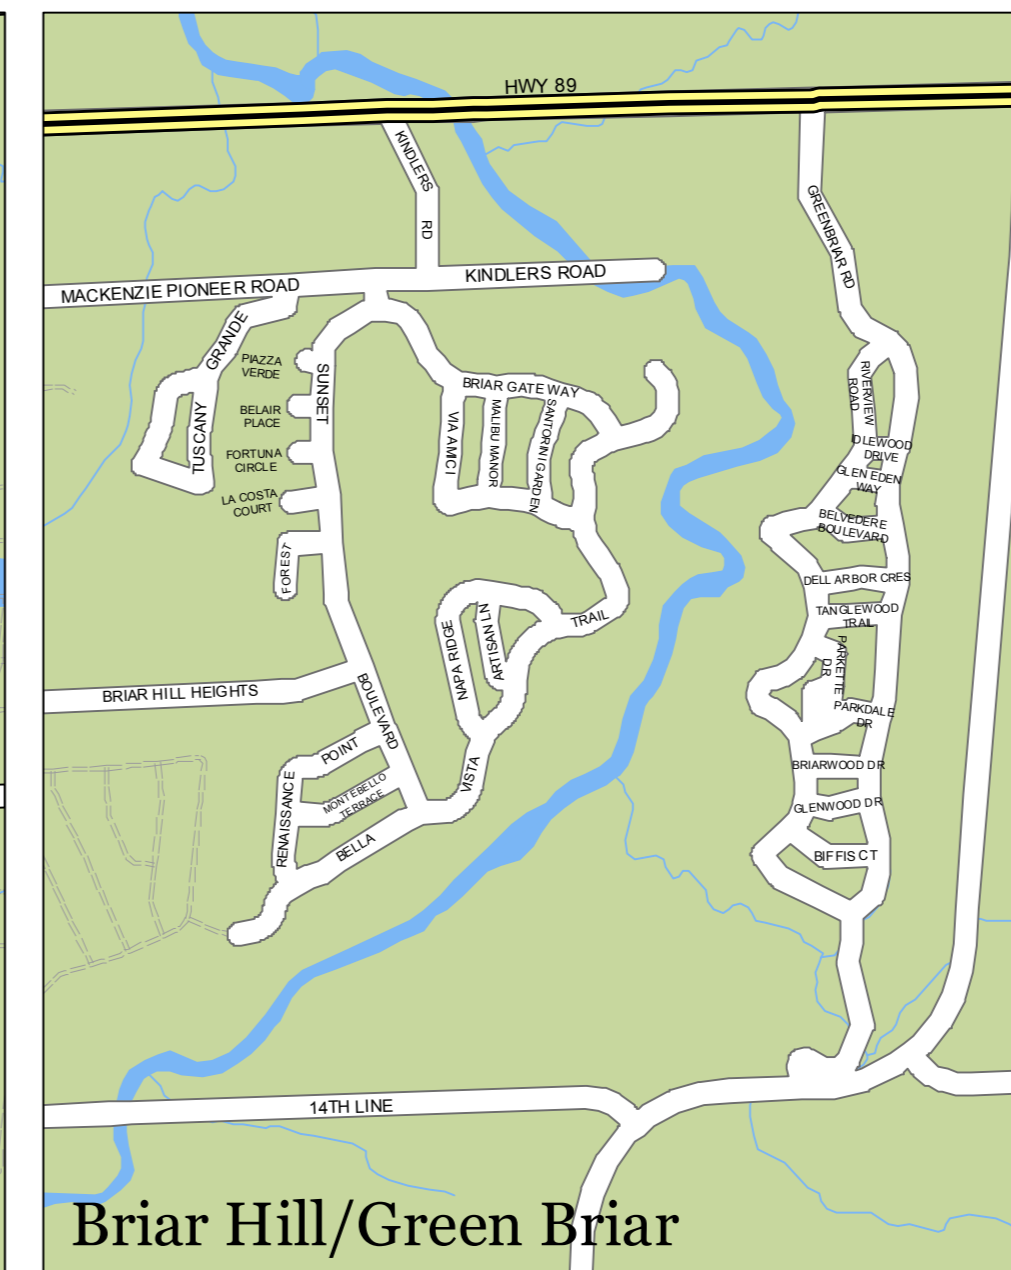 HWY 89
KINDLERS
RD
GREENBRIAR RD
KINDLERS ROAD
MACKENZIE PIONEER ROAD
GRANDE
PIAZZA
VERDE
SUNSET
BRIAR GATE WAY
RIVERVIEW
ROAD
BELAIR
PLACE
TUSCANY
VIA AMICI
MALIBU MANOR
SANTORINI GARDEN
IDLEWOOD
DRIVE
FORTUNA
CIRCLE
GLEN EDEN
WAY
LA COSTA
COURT
BELVEDERE
BOULEVARD
FOREST
DELL ARBOR CRES
TANGLEWOOD
TRAIL
TRAIL
NAPA RIDGE
ARTISAN LN
PARKETTE
DR
BRIAR HILL HEIGHTS
BOULEVARD
PARKDALE
DR
POINT
VISTA
BRIARWOOD DR
RENAISSANCE
MONTEBELLO
TERRACE
GLENWOOD DR
BELLA
BIFFIS CT
14TH LINE
Briar Hill/Green Briar